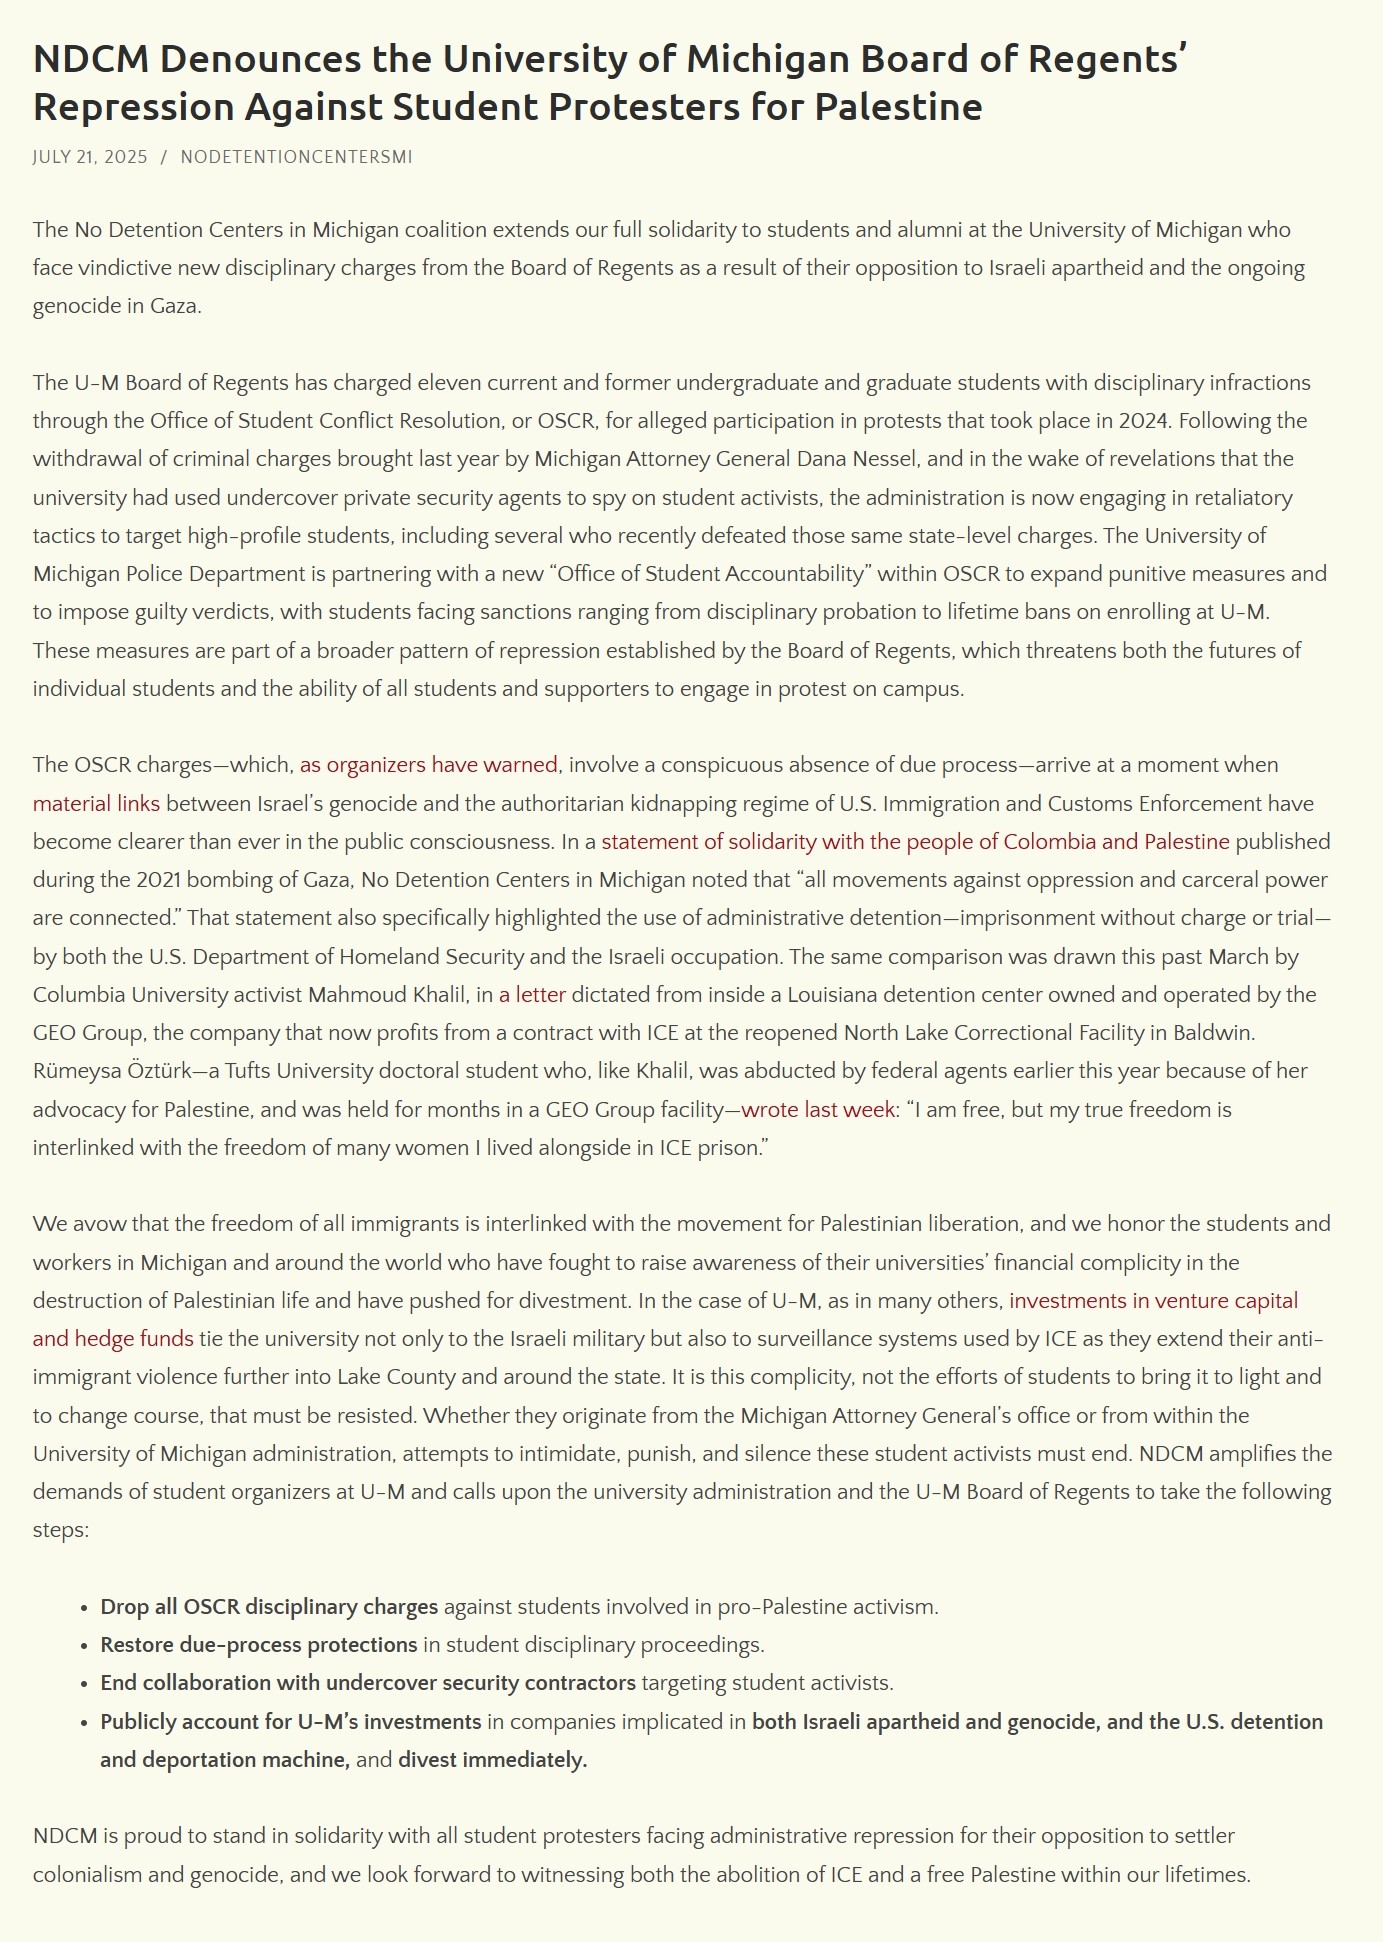 NDCM Denounces the University of Michigan Board of Regents’
Repression Against Student Protesters for Palestine
JULY 21, 2025 / NODETENTIONCENTERSMI
The No Detention Centers in Michigan coalition extends our full solidarity to students and alumni at the University of Michigan who
face vindictive new disciplinary charges from the Board of Regents as a result of their opposition to Israeli apartheid and the ongoing
genocide in Gaza.
The U-M Board of Regents has charged eleven current and former undergraduate and graduate students with disciplinary infractions
through the Office of Student Conflict Resolution, or OSCR, for alleged participation in protests that took place in 2024. Following the
withdrawal of criminal charges brought last year by Michigan Attorney General Dana Nessel, and in the wake of revelations that the
university had used undercover private security agents to spy on student activists, the administration is now engaging in retaliatory
tactics to target high-profile students, including several who recently defeated those same state-level charges. The University of
Michigan Police Department is partnering with a new “Office of Student Accountability” within OSCR to expand punitive measures and
to impose guilty verdicts, with students facing sanctions ranging from disciplinary probation to lifetime bans on enrolling at U-M.
These measures are part of a broader pattern of repression established by the Board of Regents, which threatens both the futures of
individual students and the ability of all students and supporters to engage in protest on campus.
The OSCR charges—which, as organizers have warned, involve a conspicuous absence of due process—arrive at a moment when
material links between Israel’s genocide and the authoritarian kidnapping regime of U.S. Immigration and Customs Enforcement have
become clearer than ever in the public consciousness. In a statement of solidarity with the people of Colombia and Palestine published
during the 2021 bombing of Gaza, No Detention Centers in Michigan noted that “all movements against oppression and carceral power
are connected.” That statement also specifically highlighted the use of administrative detention—imprisonment without charge or trial—
by both the U.S. Department of Homeland Security and the Israeli occupation. The same comparison was drawn this past March by
Columbia University activist Mahmoud Khalil, in a letter dictated from inside a Louisiana detention center owned and operated by the
GEO Group, the company that now profits from a contract with ICE at the reopened North Lake Correctional Facility in Baldwin.
Rümeysa Öztürk—a Tufts University doctoral student who, like Khalil, was abducted by federal agents earlier this year because of her
advocacy for Palestine, and was held for months in a GEO Group facility—wrote last week: “I am free, but my true freedom is
interlinked with the freedom of many women I lived alongside in ICE prison.”
We avow that the freedom of all immigrants is interlinked with the movement for Palestinian liberation, and we honor the students and
workers in Michigan and around the world who have fought to raise awareness of their universities’ financial complicity in the
destruction of Palestinian life and have pushed for divestment. In the case of U-M, as in many others, investments in venture capital
and hedge funds tie the university not only to the Israeli military but also to surveillance systems used by ICE as they extend their anti-
immigrant violence further into Lake County and around the state. It is this complicity, not the efforts of students to bring it to light and
to change course, that must be resisted. Whether they originate from the Michigan Attorney General’s office or from within the
University of Michigan administration, attempts to intimidate, punish, and silence these student activists must end. NDCM amplifies the
demands of student organizers at U-M and calls upon the university administration and the U-M Board of Regents to take the following
steps:
• Drop all OSCR disciplinary charges against students involved in pro-Palestine activism.
• Restore due-process protections in student disciplinary proceedings.
• End collaboration with undercover security contractors targeting student activists.
• Publicly account for U-M’s investments in companies implicated in both Israeli apartheid and genocide, and the U.S. detention
and deportation machine, and divest immediately.
NDCM is proud to stand in solidarity with all student protesters facing administrative repression for their opposition to settler
colonialism and genocide, and we look forward to witnessing both the abolition of ICE and a free Palestine within our lifetimes.